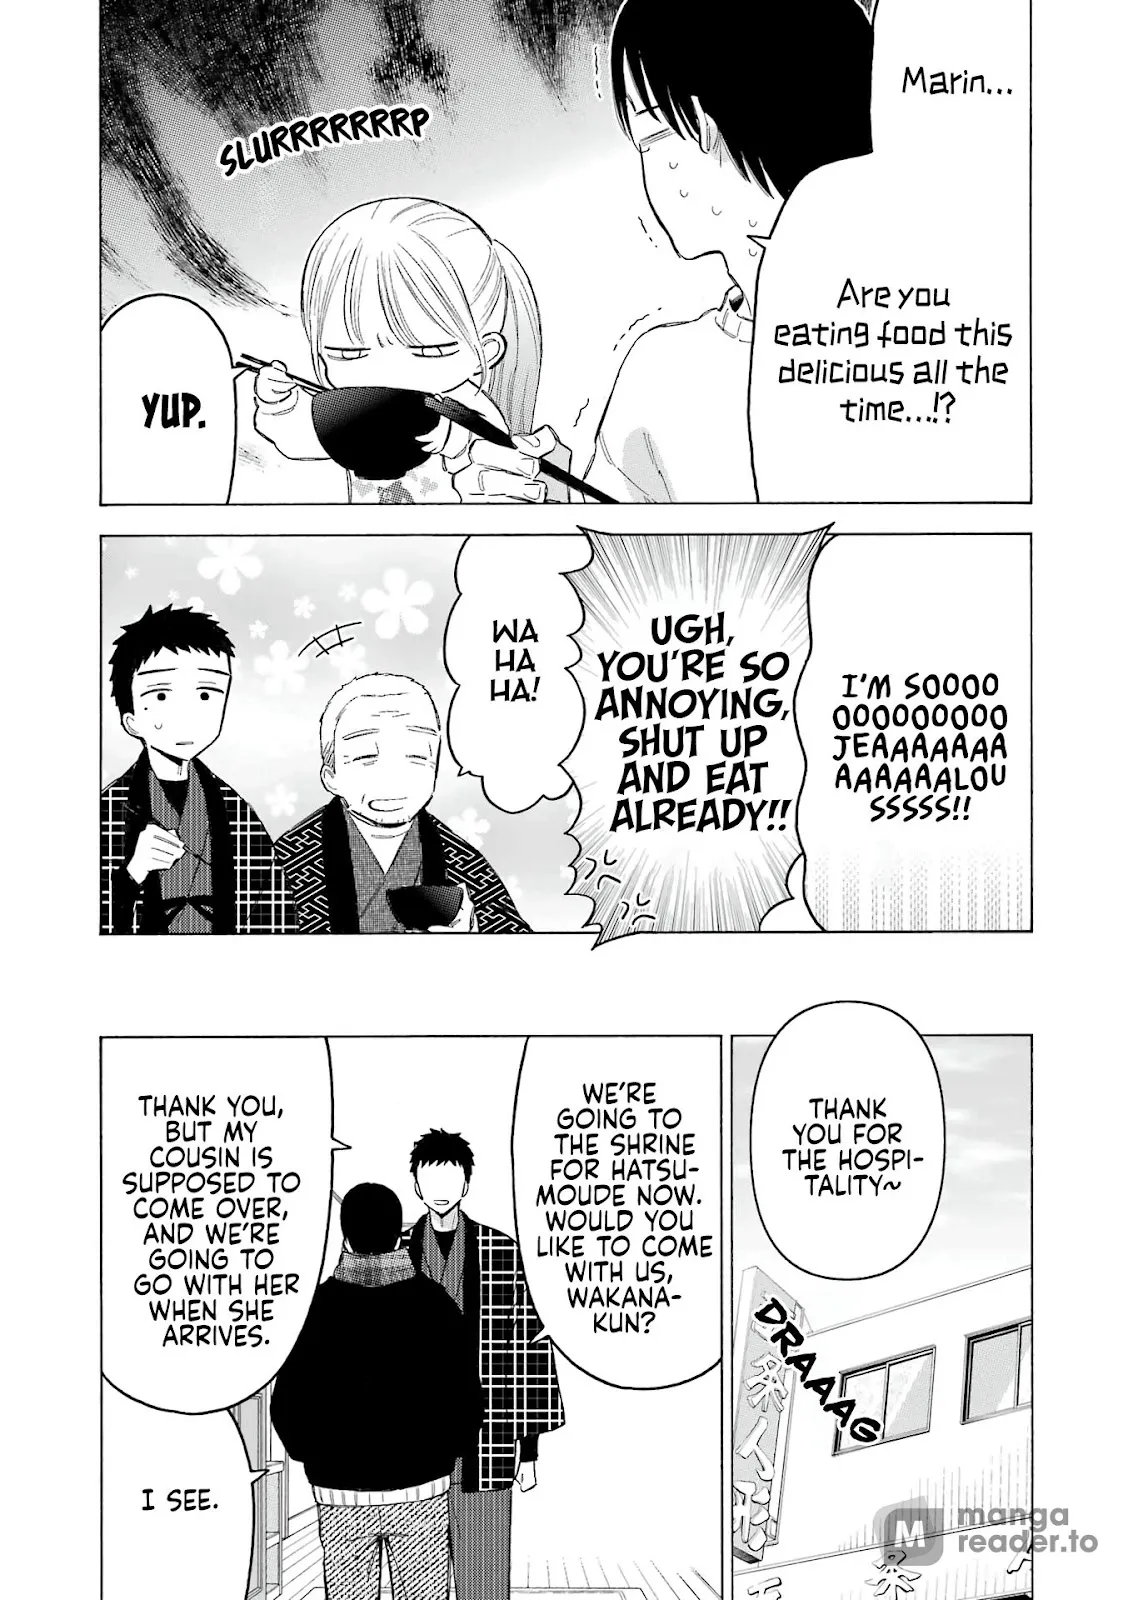 Marin...
Are you
eating food this
delicious all the
time...!?
SLURRRRRRRP
YUP.
I'M SOOOO
OOOOOOOOOO
JEAAAAAAA
AAAAAAALOU
SSSSS!!
UGH,
YOU'RE SO
ANNOYING,
SHUT UP
AND EAT
ALREADY!!
WA
HA
HA!
THANK
YOU FOR
THE HOSPI-
TALITY~
DRAAAG
WE'RE
GOING TO
THE SHRINE
FOR HATSU-
MOUDE NOW.
WOULD YOU
LIKE TO COME
WITH US,
WAKANA-
KUN?
THANK YOU,
BUT MY
COUSIN IS
SUPPOSED TO
COME OVER,
AND WE'RE
GOING TO
GO WITH HER
WHEN SHE
ARRIVES.
I SEE.
M manga
reader.to